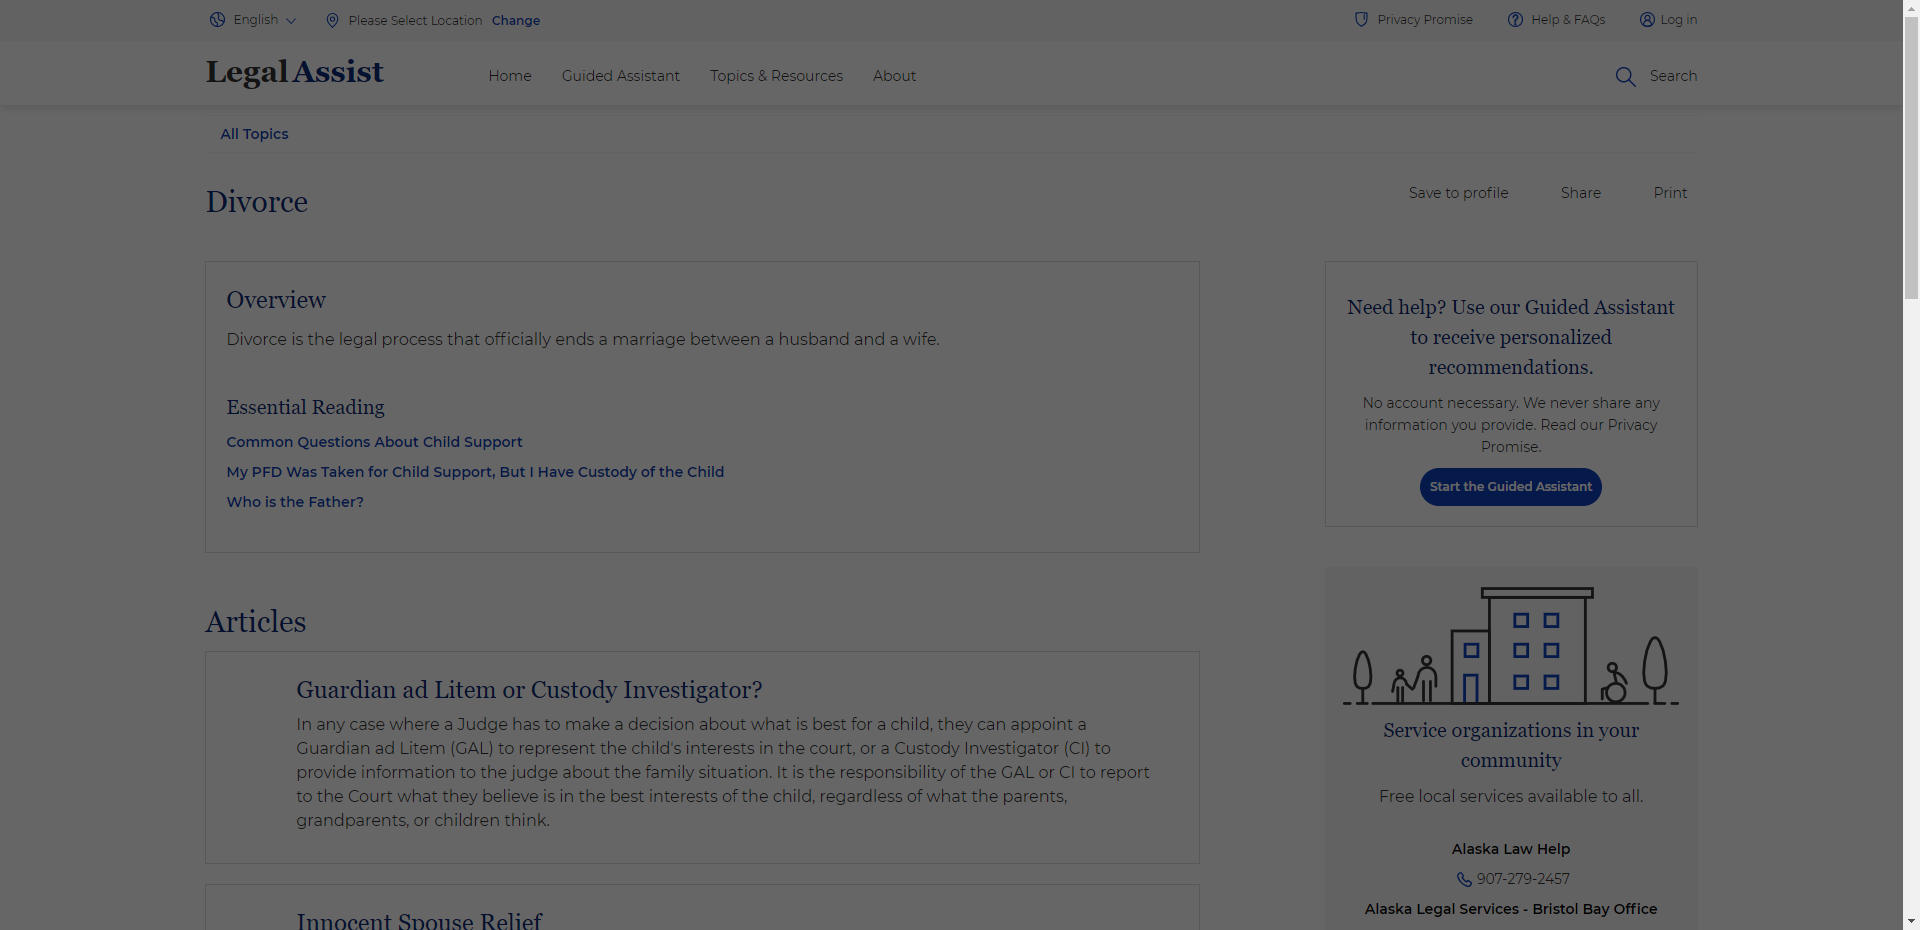 English
Please Select Location Change
Privacy Promise
Help & FAQs
Log in
Legal Assist
Home
Guided Assistant
Topics & Resources
About
Search
All Topics
Divorce
Save to profile
Share
Print
Overview
Divorce is the legal process that officially ends a marriage between a husband and a wife.
Essential Reading
Common Questions About Child Support
My PFD Was Taken for Child Support, But I Have Custody of the Child
Who is the Father?
Need help? Use our Guided Assistant
to receive personalized
recommendations.
No account necessary. We never share any
information you provide. Read our Privacy
Promise.
Start the Guided Assistant
Articles
Guardian ad Litem or Custody Investigator?
In any case where a Judge has to make a decision about what is best for a child, they can appoint a
Guardian ad Litem (GAL) to represent the child's interests in the court, or a Custody Investigator (CI) to
provide information to the judge about the family situation. It is the responsibility of the GAL or CI to report
to the Court what they believe is in the best interests of the child, regardless of what the parents,
grandparents, or children think.
Innocent Spouse Relief
Service organizations in your
community
Free local services available to all.
Alaska Law Help
907-279-2457
Alaska Legal Services - Bristol Bay Office